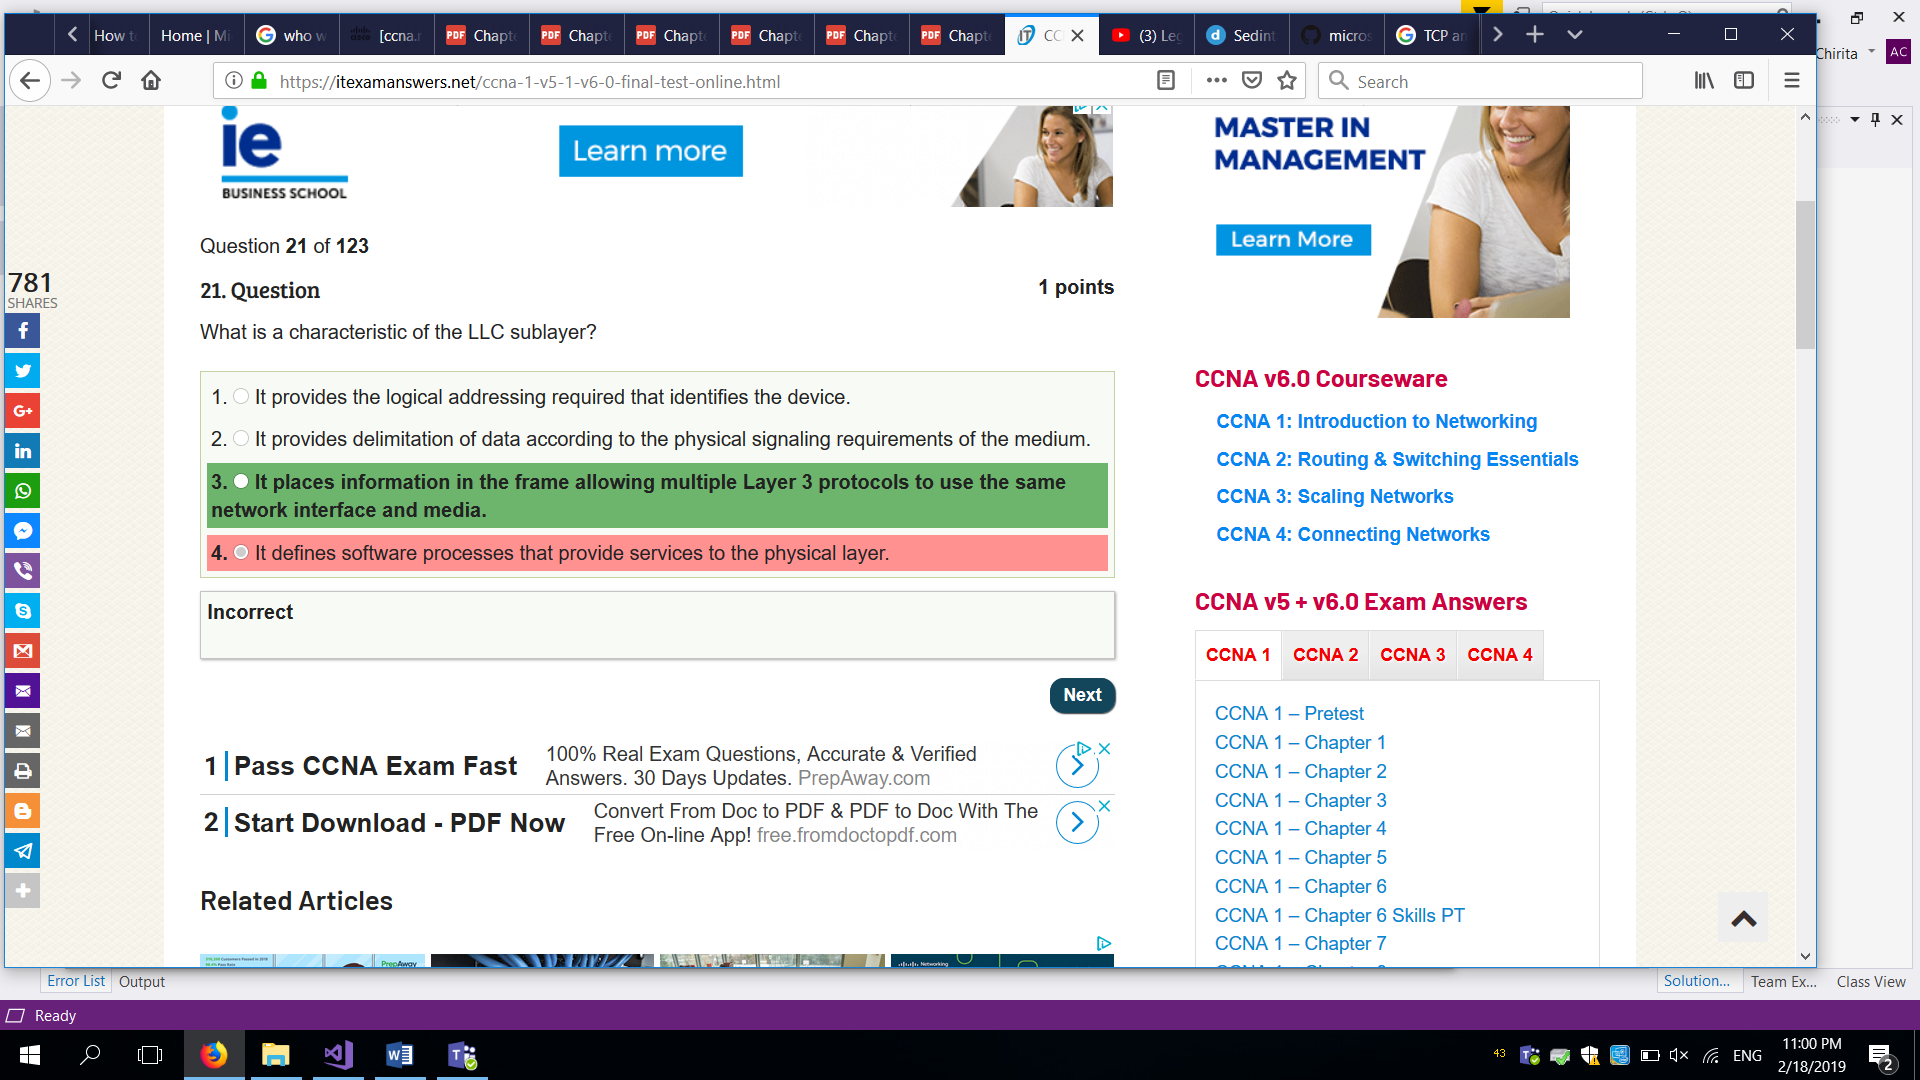 How t
Home | Mi
who w
[ccna.r
Chapte
Chapte
Chapte
Chapte
Chapte
Chapte
CC
(3) Leg
Sedint
micros
TCP an
Chirita
AC
https://itexamanswers.net/ccna-1-v5-1-v6-0-final-test-online.html
Search
ie
BUSINESS SCHOOL
Learn more
MASTER IN
MANAGEMENT
Learn More
Question 21 of 123
781
SHARES
21. Question
1 points
What is a characteristic of the LLC sublayer?
1. It provides the logical addressing required that identifies the device.
2. It provides delimitation of data according to the physical signaling requirements of the medium.
3. It places information in the frame allowing multiple Layer 3 protocols to use the same
network interface and media.
4. It defines software processes that provide services to the physical layer.
Incorrect
Next
1 Pass CCNA Exam Fast
100% Real Exam Questions, Accurate & Verified
Answers. 30 Days Updates. PrepAway.com
2 Start Download - PDF Now
Convert From Doc to PDF & PDF to Doc With The
Free On-line App! free.fromdoctopdf.com
Related Articles
PrepAway
CCNA v6.0 Courseware
CCNA 1: Introduction to Networking
CCNA 2: Routing & Switching Essentials
CCNA 3: Scaling Networks
CCNA 4: Connecting Networks
CCNA v5 + v6.0 Exam Answers
CCNA 1 CCNA 2 CCNA 3 CCNA 4
CCNA 1 – Pretest
CCNA 1 – Chapter 1
CCNA 1 – Chapter 2
CCNA 1 – Chapter 3
CCNA 1 – Chapter 4
CCNA 1 – Chapter 5
CCNA 1 – Chapter 6
CCNA 1 – Chapter 6 Skills PT
CCNA 1 – Chapter 7
Error List
Output
Solution...
Team Ex...
Class View
Ready
43
ENG
11:00 PM
2/18/2019
2